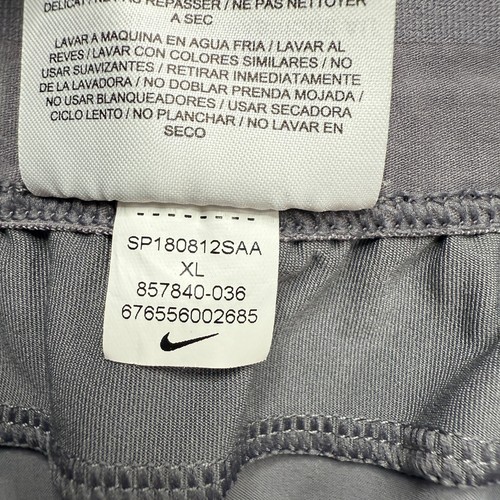 DELICAT / NE PAS REPASSER / NE PAS NETTOYER
A SEC
LAVAR A MAQUINA EN AGUA FRIA / LAVAR AL
REVES / LAVAR CON COLORES SIMILARES / NO
USAR SUAVIZANTES / RETIRAR INMEDIATAMENTE
DE LA LAVADORA / NO DOBLAR PRENDA MOJADA /
NO USAR BLANQUEADORES / USAR SECADORA
CICLO LENTO / NO PLANCHAR / NO LAVAR EN
SECO
SP180812SAA
XL
857840-036
676556002685